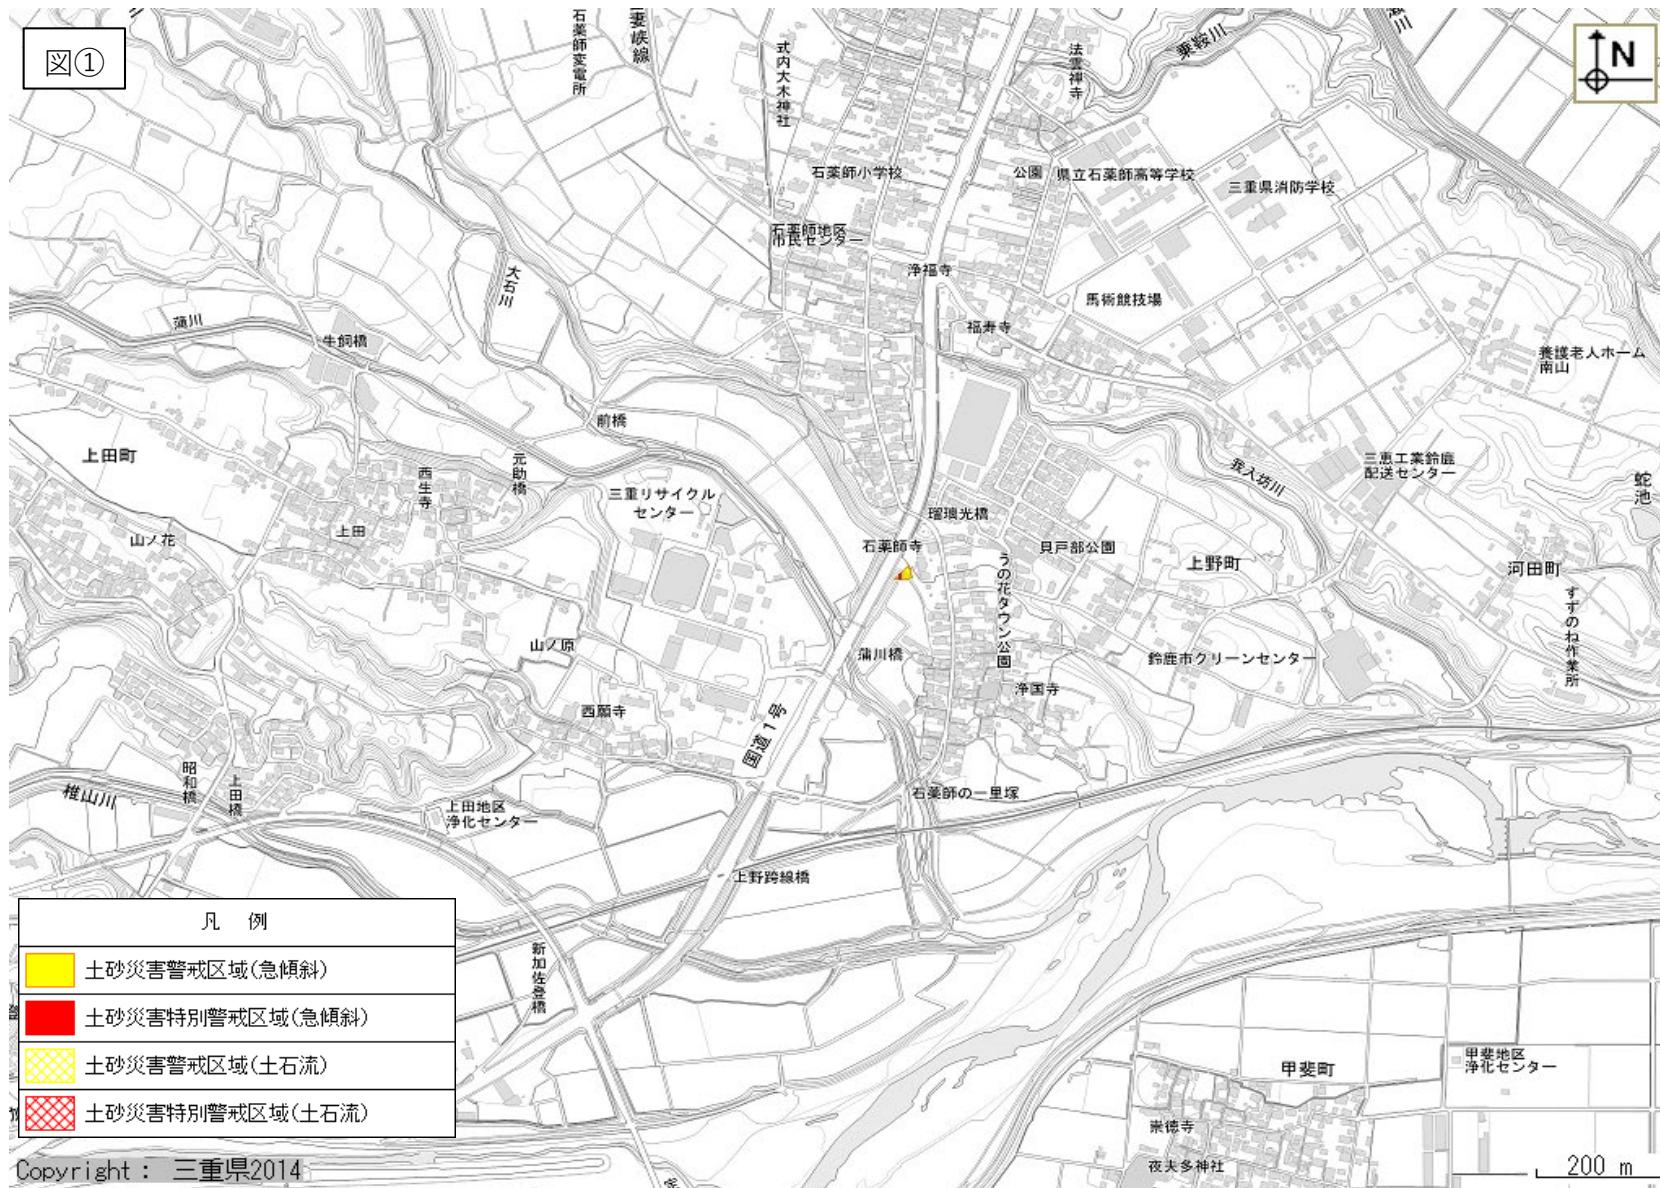 図①
石薬師変電所
式内大木神社
法雲禅寺
乗鞍川
N
石薬師小学校
公園
県立石薬師高等学校
三重県消防学校
石薬師地区
市民センター
浄福寺
大石川
馬術競技場
蒲川
牛飼橋
福寿寺
養護老人ホーム
南山
前橋
上田町
西生寺
元助橋
三重リサイクル
センター
我入坊川
三恵工業鈴鹿
配送センター
蛇池
瑠璃光橋
山ノ花
上田
石薬師寺
貝戸部公園
うの花タウン公園
上野町
河田町
すずのね作業所
山ノ原
蒲川橋
鈴鹿市クリーンセンター
浄国寺
西願寺
国道1号
昭和橋
上田橋
椎山川
上田地区
浄化センター
石薬師の一里塚
上野跨線橋
新加佐登橋
凡 例
土砂災害警戒区域(急傾斜)
土砂災害特別警戒区域(急傾斜)
土砂災害警戒区域(土石流)
土砂災害特別警戒区域(土石流)
甲斐町
甲斐地区
浄化センター
崇徳寺
夜夫多神社
200 m
Copyright : 三重県2014